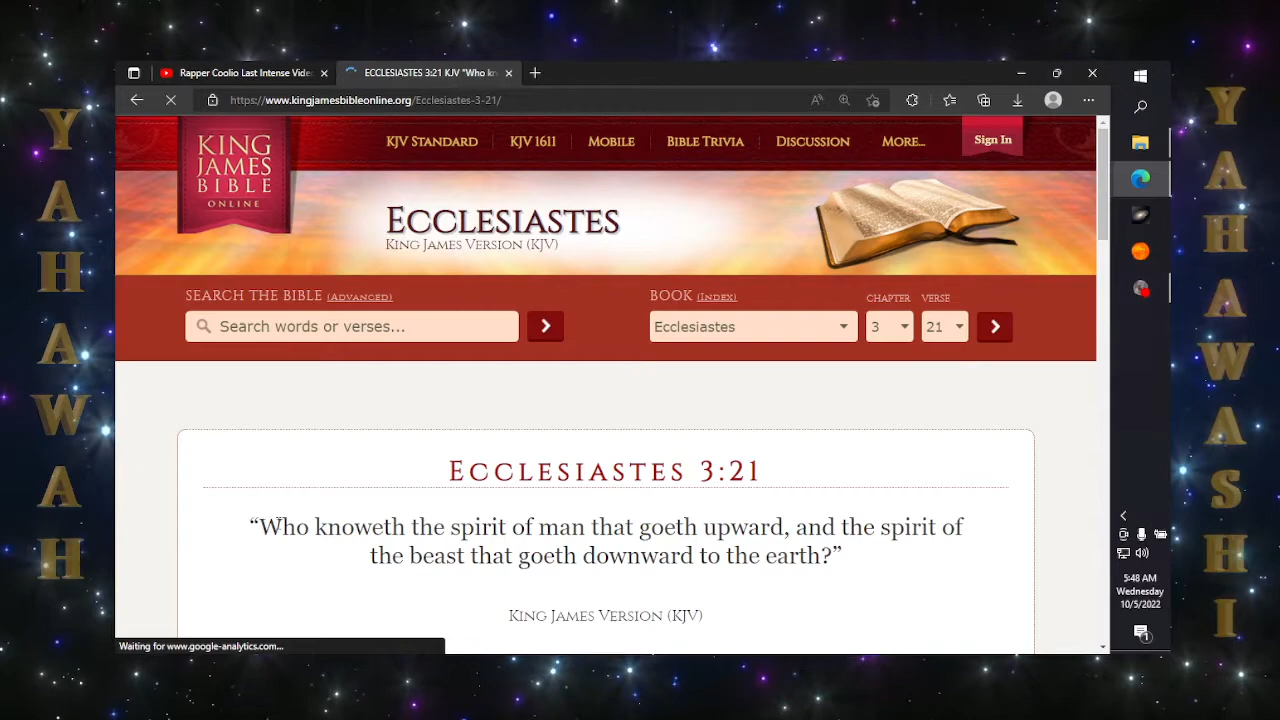 Rapper Coolio Last Intense Vide
ECCLESIASTES 3:21 KJV "Who kn
https://www.kingjamesbibleonline.org/Ecclesiastes-3-21/
KING
JAMES
BIBLE
ONLINE
KJV STANDARD
KJV 1611
MOBILE
BIBLE TRIVIA
DISCUSSION
MORE...
Sign In
ECCLESIASTES
KING JAMES VERSION (KJV)
SEARCH THE BIBLE (ADVANCED)
Search words or verses...
BOOK (INDEX)
CHAPTER
VERSE
Ecclesiastes
3
21
ECCLESIASTES 3:21
“Who knoweth the spirit of man that goeth upward, and the spirit of
the beast that goeth downward to the earth?”
KING JAMES VERSION (KJV)
Waiting for www.google-analytics.com...
5:48 AM
Wednesday
10/5/2022
1
YAHAWAH
YAHAWASHI